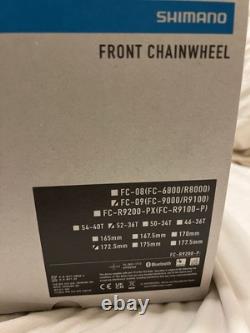 SHIMANO
FRONT CHAINWHEEL
FC-08(FC-6800/R8000)
FC-09(FC-9000/R9100)
FC-R9200-PX(FC-R9100-P)
54-40T 52-36T 50-34T 46-36T
165mm 167.5mm 170mm
172.5mm 175mm 177.5mm
Bluetooth
FC-R9200-P